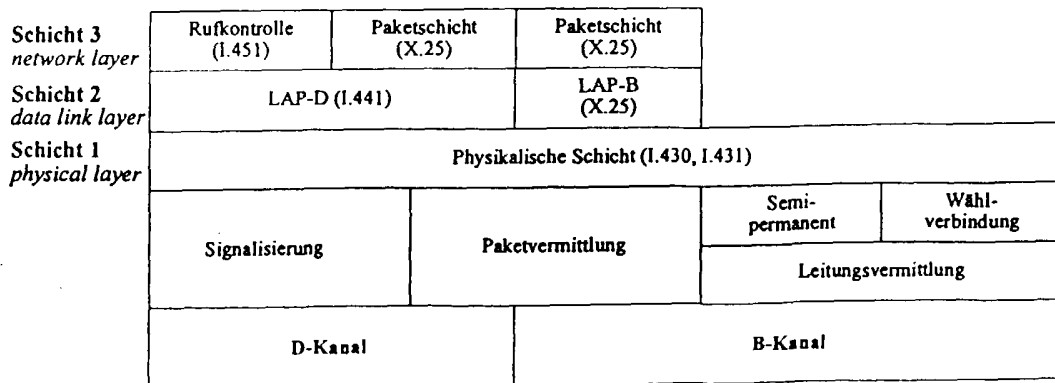 Schicht 3
network layer
Rufkontrolle
(I.451)
Paketschicht
(X.25)
Paketschicht
(X.25)
Schicht 2
data link layer
LAP-D (I.441)
LAP-B
(X.25)
Schicht 1
physical layer
Physikalische Schicht (I.430, I.431)
Signalisierung
Paketvermittlung
Semi-
permanent
Wähl-
verbindung
Leitungsvermittlung
D-Kanal
B-Kanal